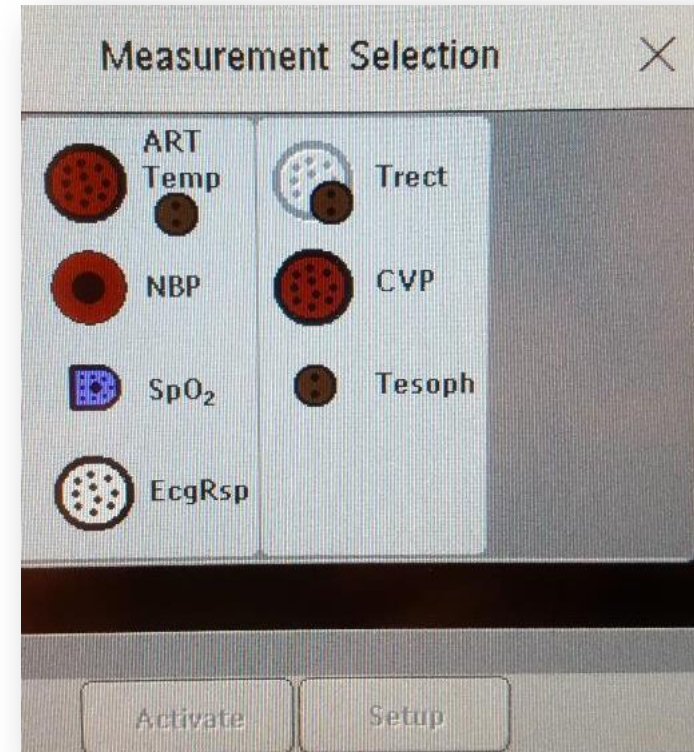 Measurement Selection
ART
Temp
NBP
SpO₂
EcgRsp
Trect
CVP
Tesoph
Activate
Setup